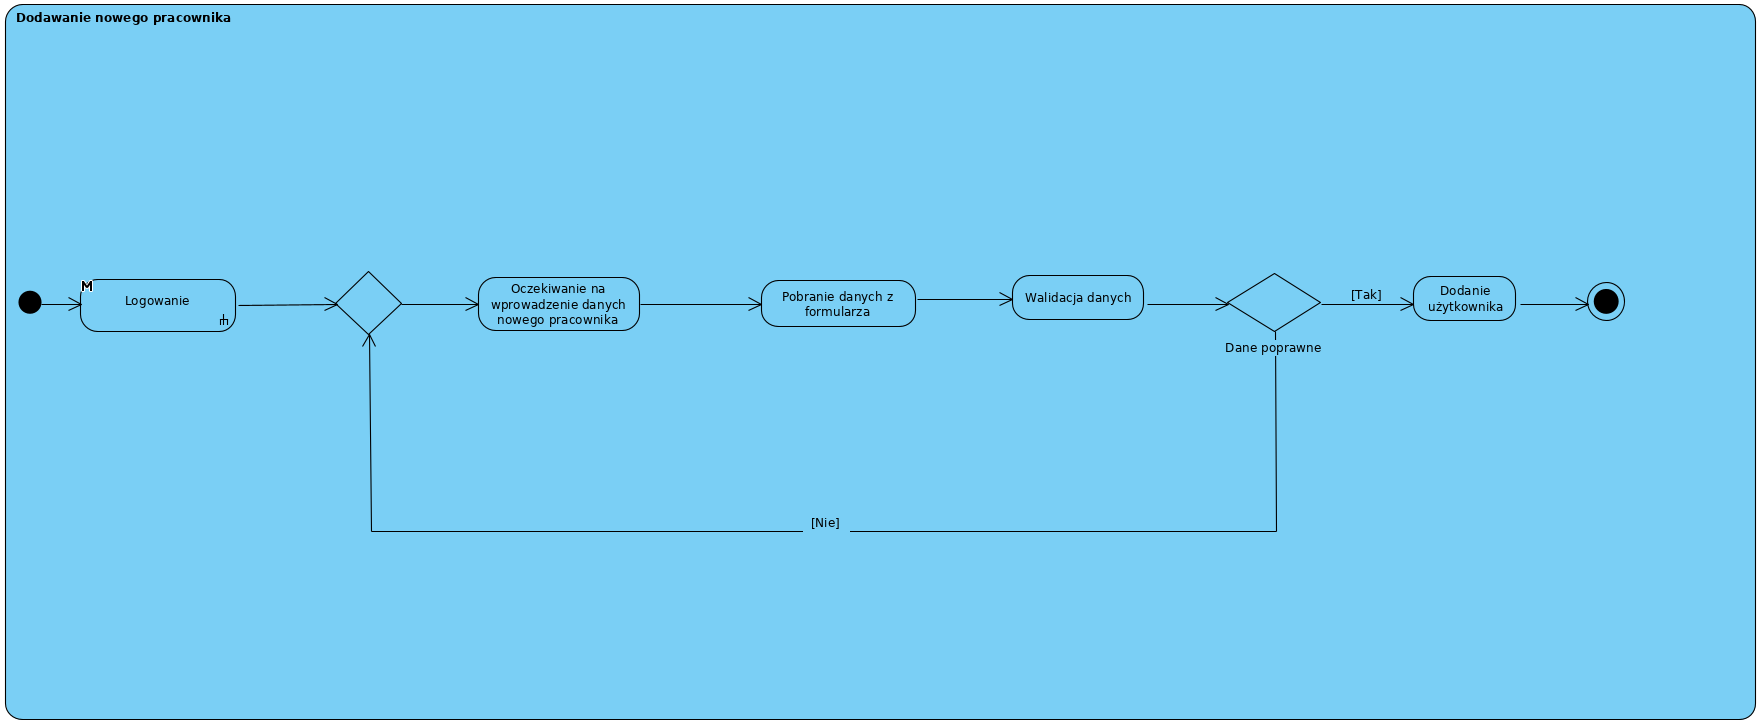 Dodawanie nowego pracownika
M
Logowanie
Oczekiwanie na
wprowadzenie danych
nowego pracownika
Pobranie danych z
formularza
Walidacja danych
Dane poprawne
[Tak]
Dodanie
użytkownika
[Nie]